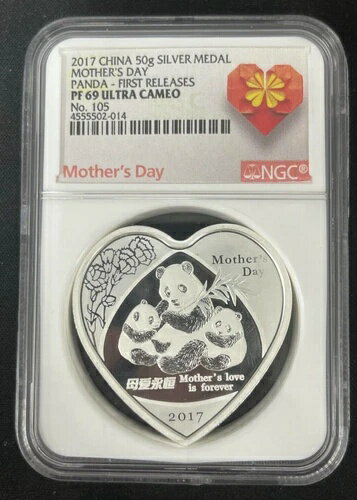 2017 CHINA 50g SILVER MEDAL
MOTHER'S DAY
PANDA - FIRST RELEASES
PF 69 ULTRA CAMEO
No. 105
4555502-014
Mother's Day
NGC®
Mother's
Day
母爱永恒
Mother's love
is forever
2017